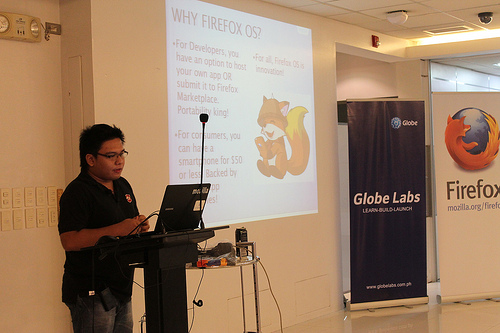 WHY FIREFOX OS?
•For Developers, you
have an option to host
your own app OR
submit it to Firefox
Marketplace.
Portability king!
•For consumers, you
can have a
smartphone for $50
or less. Backed by
•For all, Firefox OS is
innovation!
Globe
Globe Labs
LEARN-BUILD-LAUNCH
www.globelabs.com.ph
Firefox
mozilla.org/firefo